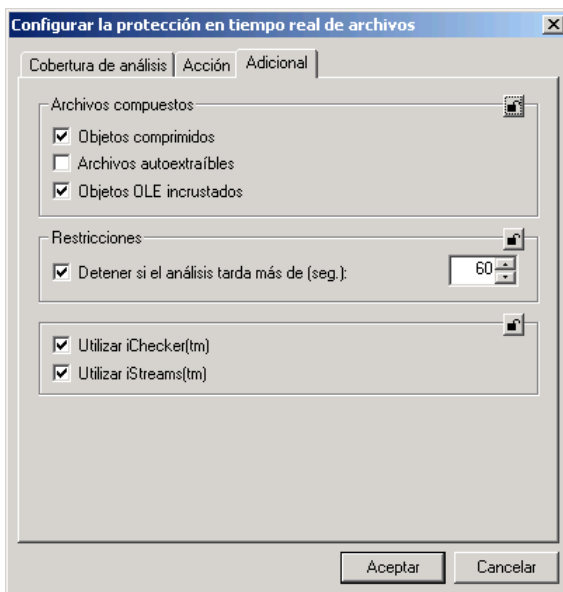 Configurar la protección en tiempo real de archivos
Cobertura de análisis Acción Adicional
Archivos compuestos
Objetos comprimidos
Archivos autoextraíbles
Objetos OLE incrustados
Restricciones
Detener si el análisis tarda más de (seg.): 60
Utilizar iChecker(tm)
Utilizar iStreams(tm)
Aceptar Cancelar